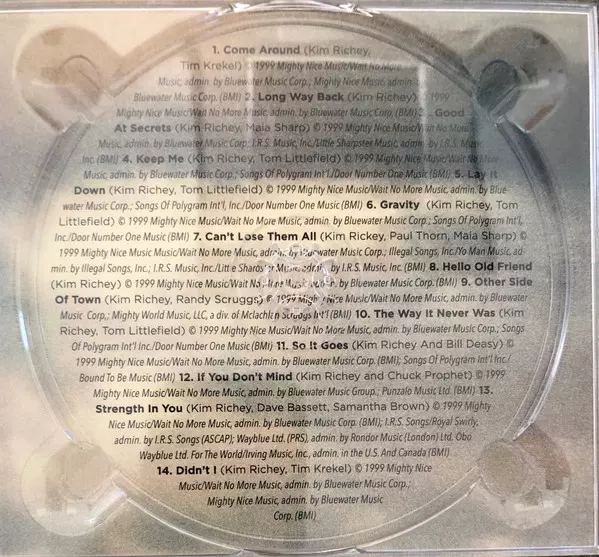 1. Come Around (Kim Richey,
Tim Krekel) © 1999 Mighty Nice Music/Wait No More
Music, admin. by Bluewater Music Corp.; Mighty Nice Music, admin. by
Bluewater Music Corp. (BMI) 2. Long Way Back (Kim Richey) © 1999
Mighty Nice Music/Wait No More Music, admin. by Bluewater Music Corp. (BMI) 3. Good
At Secrets (Kim Richey, Maia Sharp) © 1999 Mighty Nice Music/Wait No More
Music, admin. by Bluewater Music Corp.; I.R.S. Music, Inc/Little Sharpster Music, admin. by I.R.S. Music,
Inc. (BMI) 4. Keep Me (Kim Richey, Tom Littlefield) © 1999 Mighty Nice Music/Wait No More Music, admin.
by Bluewater Music Corp.; Songs Of Polygram Int'l, Inc./Door Number One Music (BMI) 5. Lay It
Down (Kim Richey, Tom Littlefield) © 1999 Mighty Nice Music/Wait No More Music, admin. by Blue-
water Music Corp.; Songs Of Polygram Int'l, Inc./Door Number One Music (BMI) 6. Gravity (Kim Richey, Tom
Littlefield) © 1999 Mighty Nice Music/Wait No More Music, admin. by Bluewater Music Corp.; Songs Of Polygram Int'l,
Inc./Door Number One Music (BMI) 7. Can't Lose Them All (Kim Rickey, Paul Thorn, Maia Sharp) ©
1999 Mighty Nice Music/Wait No More Music, admin. by Bluewater Music Corp.; Illegal Songs, Inc./Yo Man Music, ad-
min. by Illegal Songs, Inc.; I.R.S. Music, Inc./Little Sharpster Music, admin. by I.R.S. Music, Inc. (BMI) 8. Hello Old Friend
(Kim Richey) © 1999 Mighty Nice Music/Wait No More Music, admin. by Bluewater Music Corp. (BMI) 9. Other Side
Of Town (Kim Richey, Randy Scruggs) © 1999 Mighty Nice Music/Wait No More Music, admin. by Bluewater
Music Corp.; Mighty World Music, LLC, a div. of Mclachlan Scruggs Int'l (BMI) 10. The Way It Never Was (Kim
Richey, Tom Littlefield) © 1999 Mighty Nice Music/Wait No More Music, admin. by Bluewater Music Corp.; Songs
Of Polygram Int'l, Inc./Door Number One Music (BMI) 11. So It Goes (Kim Richey And Bill Deasy) ©
1999 Mighty Nice Music/Wait No More Music, admin. by Bluewater Music Corp. (BMI); Songs Of Polygram Int'l Inc./
Bound To Be Music (BMI) 12. If You Don't Mind (Kim Richey and Chuck Prophet) © 1999
Mighty Nice Music/Wait No More Music, admin. by Bluewater Music Group.; Punzalo Music Ltd. (BMI) 13.
Strength In You (Kim Richey, Dave Bassett, Samantha Brown) © 1999 Mighty
Nice Music/Wait No More Music, admin. by Bluewater Music Corp. (BMI); I.R.S. Songs/Royal Swirly,
admin. by I.R.S. Songs (ASCAP); Wayblue Ltd. (PRS), admin. by Rondor Music (London) Ltd. Obo
Wayblue Ltd. For The World/Irving Music, Inc., admin. in the U.S. And Canada (BMI)
14. Didn't I (Kim Richey, Tim Krekel) © 1999 Mighty Nice
Music/Wait No More Music, admin. by Bluewater Music Corp.;
Mighty Nice Music, admin. by Bluewater Music
Corp. (BMI)